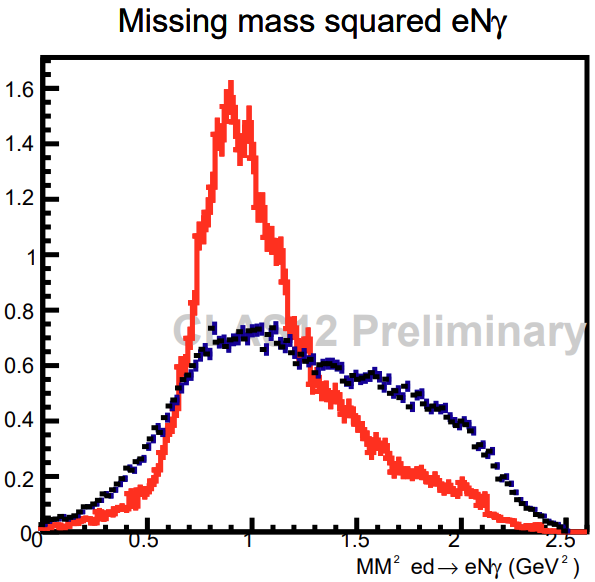 Missing mass squared eNγ
1.6
1.4
1.2
1
0.8
CLAS12 Preliminary
0.6
0.4
0.2
0
0 0.5 1 1.5 2 2.5
MM² ed→ eNγ (GeV²)